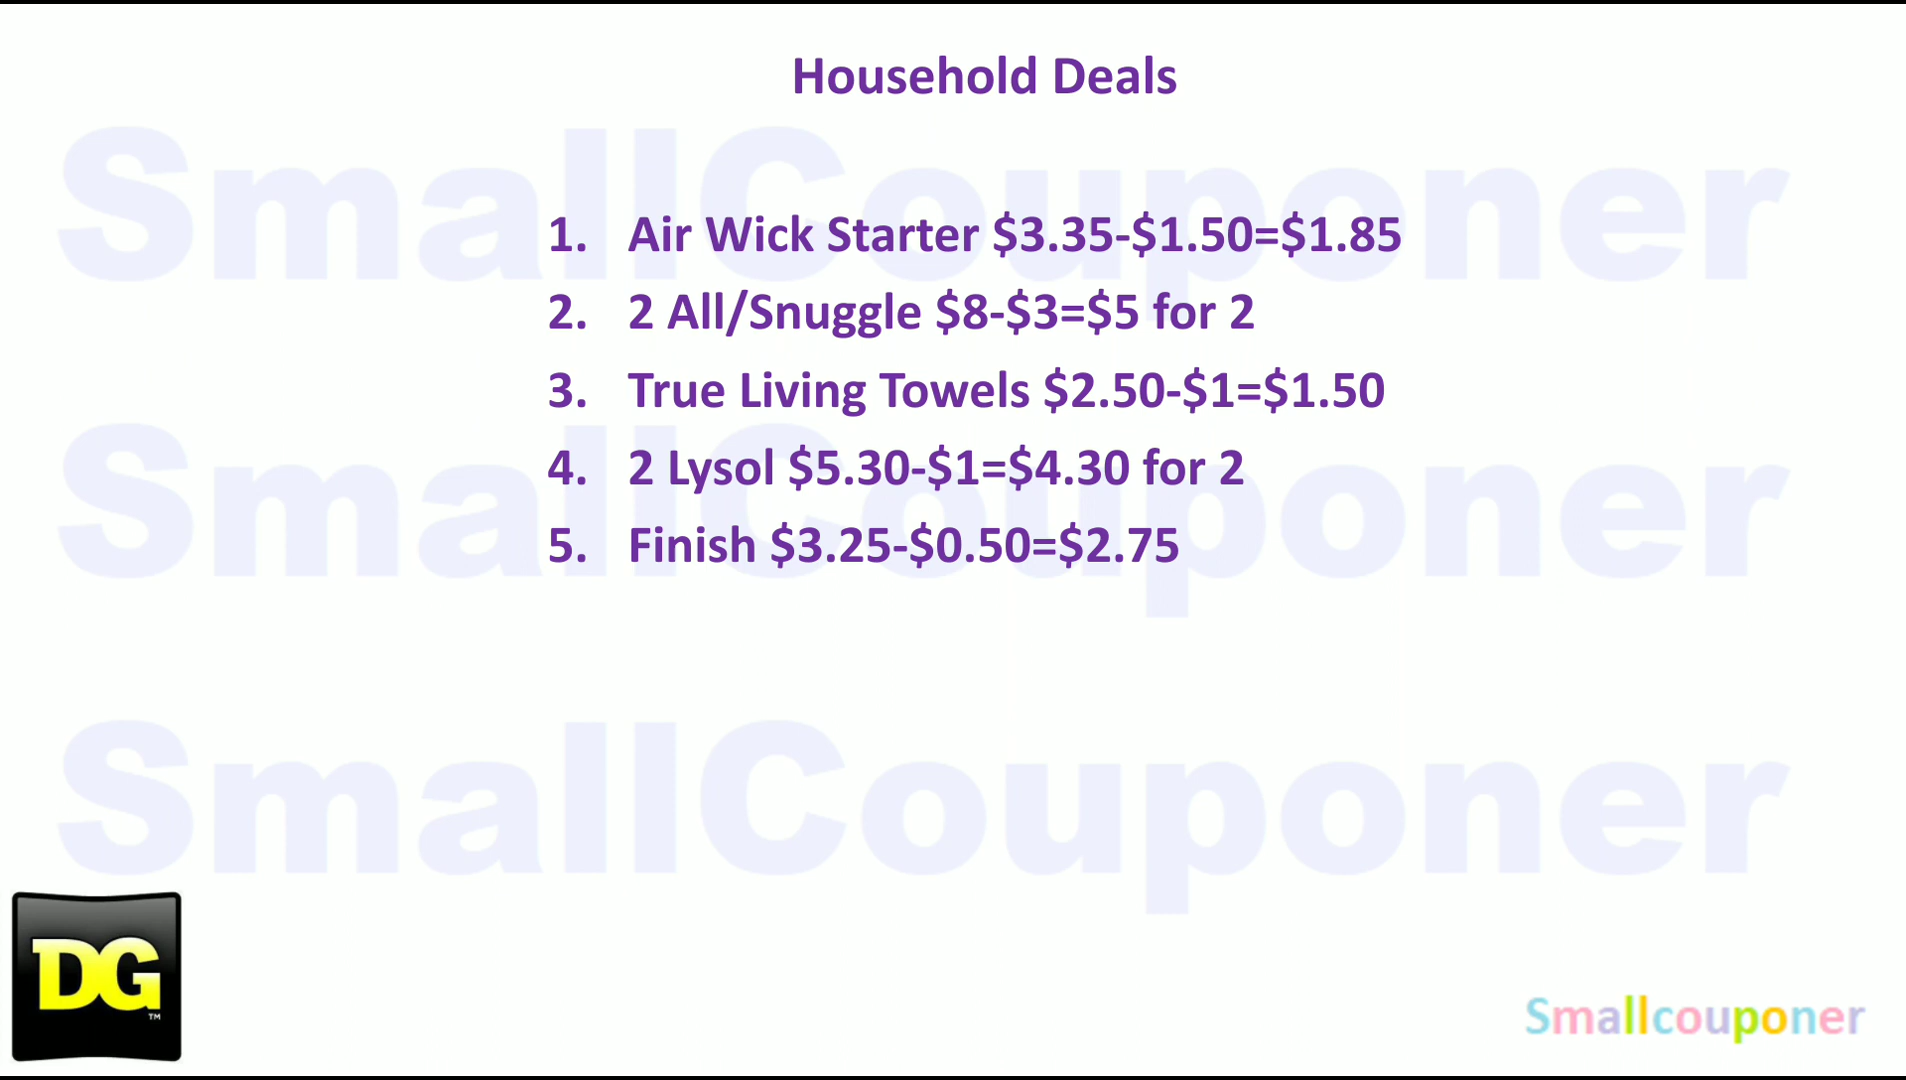 Household Deals
SmallCouponer
1. Air Wick Starter $3.35-$1.50=$1.85
2. 2 All/Snuggle $8-$3=$5 for 2
3. True Living Towels $2.50-$1=$1.50
SmallCouponer
4. 2 Lysol $5.30-$1=$4.30 for 2
5. Finish $3.25-$0.50=$2.75
SmallCouponer
DG™
Smallcouponer